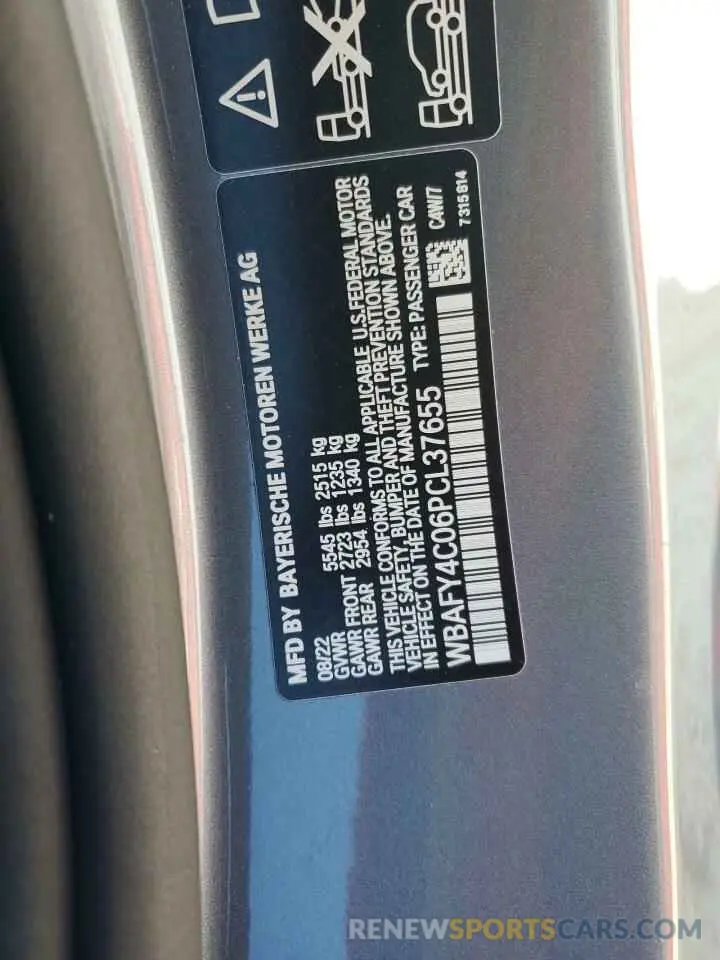 MFD BY BAYERISCHE MOTOREN WERKE AG
08/22
GVWR 5545 lbs 2515 kg
GAWR FRONT 2723 lbs 1235 kg
GAWR REAR 2954 lbs 1340 kg
THIS VEHICLE CONFORMS TO ALL APPLICABLE U.S.FEDERAL MOTOR
VEHICLE SAFETY, BUMPER AND THEFT PREVENTION STANDARDS
IN EFFECT ON THE DATE OF MANUFACTURE SHOWN ABOVE.
WBAFY4C06PCL37655 TYPE: PASSENGER CAR
C4W/7
7 315 814
RENEWSPORTSCARS.COM